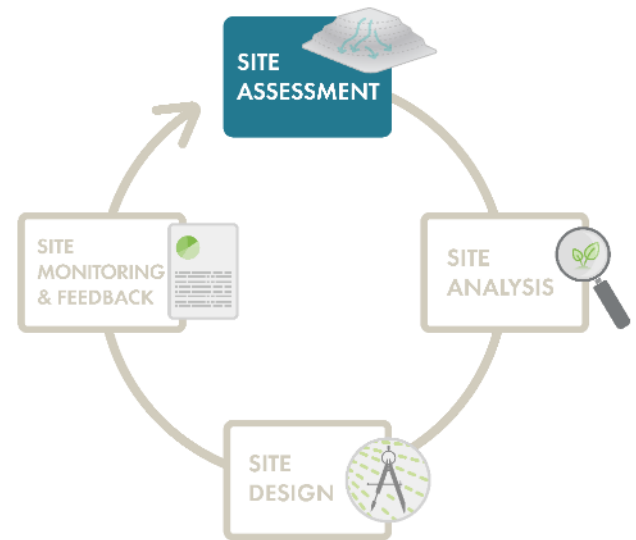 SITE
ASSESSMENT
SITE
ANALYSIS
SITE
DESIGN
SITE
MONITORING
& FEEDBACK